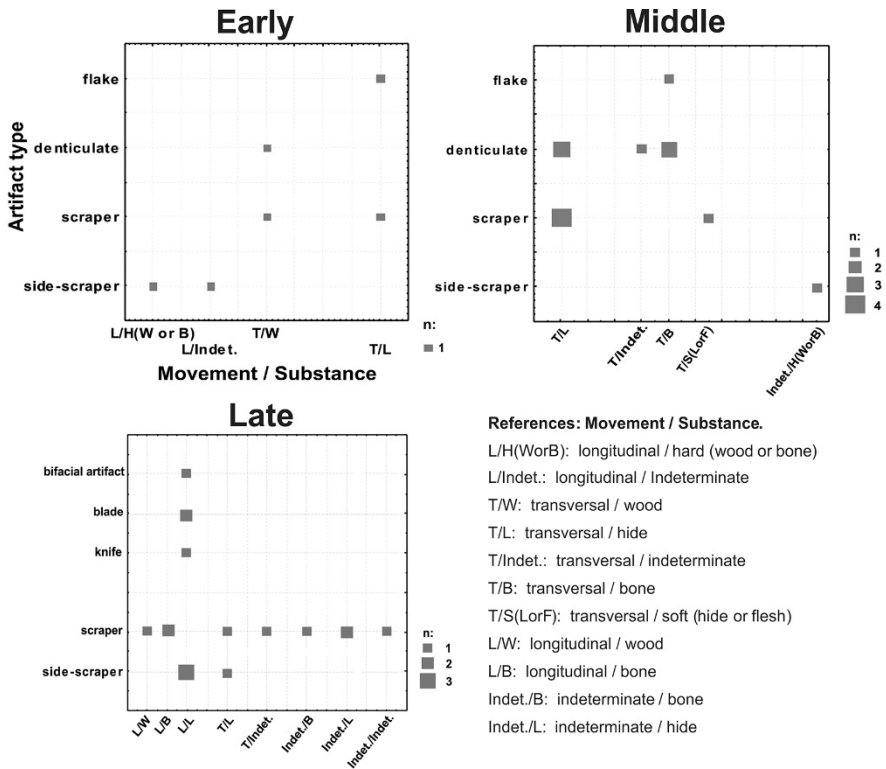 Early
Artifact type
flake
denticulate
scraper
side-scraper
L/H(W or B)
L/Indet.
T/W
T/L
Movement / Substance
n:
1
Middle
flake
denticulate
scraper
side-scraper
T/L
T/Indet.
T/B
T/S(LorF)
Indet./H(WorB)
n:
1
2
3
4
Late
bifacial artifact
blade
knife
scraper
side-scraper
L/W
L/B
L/L
T/L
T/Indet.
Indet./B
Indet./L
Indet./Indet.
n:
1
2
3
References: Movement / Substance.
L/H(WorB): longitudinal / hard (wood or bone)
L/Indet.: longitudinal / Indeterminate
T/W: transversal / wood
T/L: transversal / hide
T/Indet.: transversal / indeterminate
T/B: transversal / bone
T/S(LorF): transversal / soft (hide or flesh)
L/W: longitudinal / wood
L/B: longitudinal / bone
Indet./B: indeterminate / bone
Indet./L: indeterminate / hide